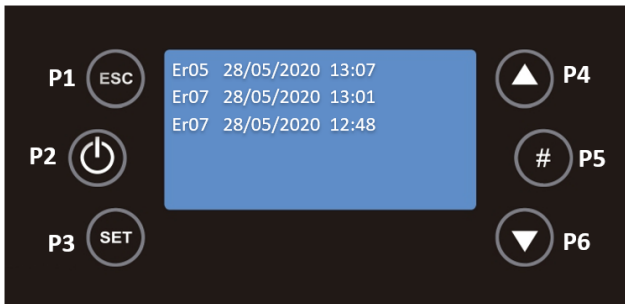 P1 ESC
P2
P3 SET
Er05 28/05/2020 13:07
Er07 28/05/2020 13:01
Er07 28/05/2020 12:48
P4
# P5
P6